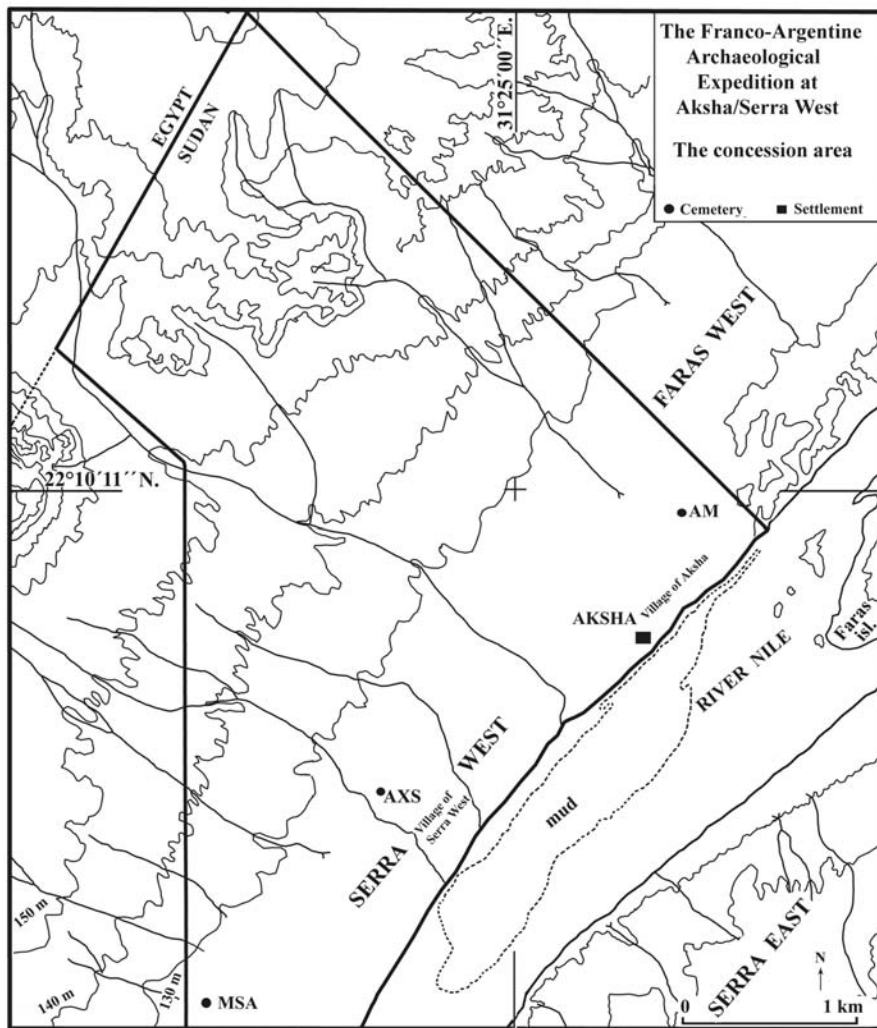 The Franco-Argentine
Archaeological
Expedition at
Aksha/Serra West
The concession area
● Cemetery ■ Settlement
31°25´00´´E.
EGYPT
SUDAN
FARAS WEST
22°10´11´´N.
AM
Village of Aksha
AKSHA
Faras
isl.
RIVER NILE
WEST
AXS
Village of
Serra West
mud
SERRA
150 m
140 m
130 m
MSA
SERRA EAST
N
0 1 km